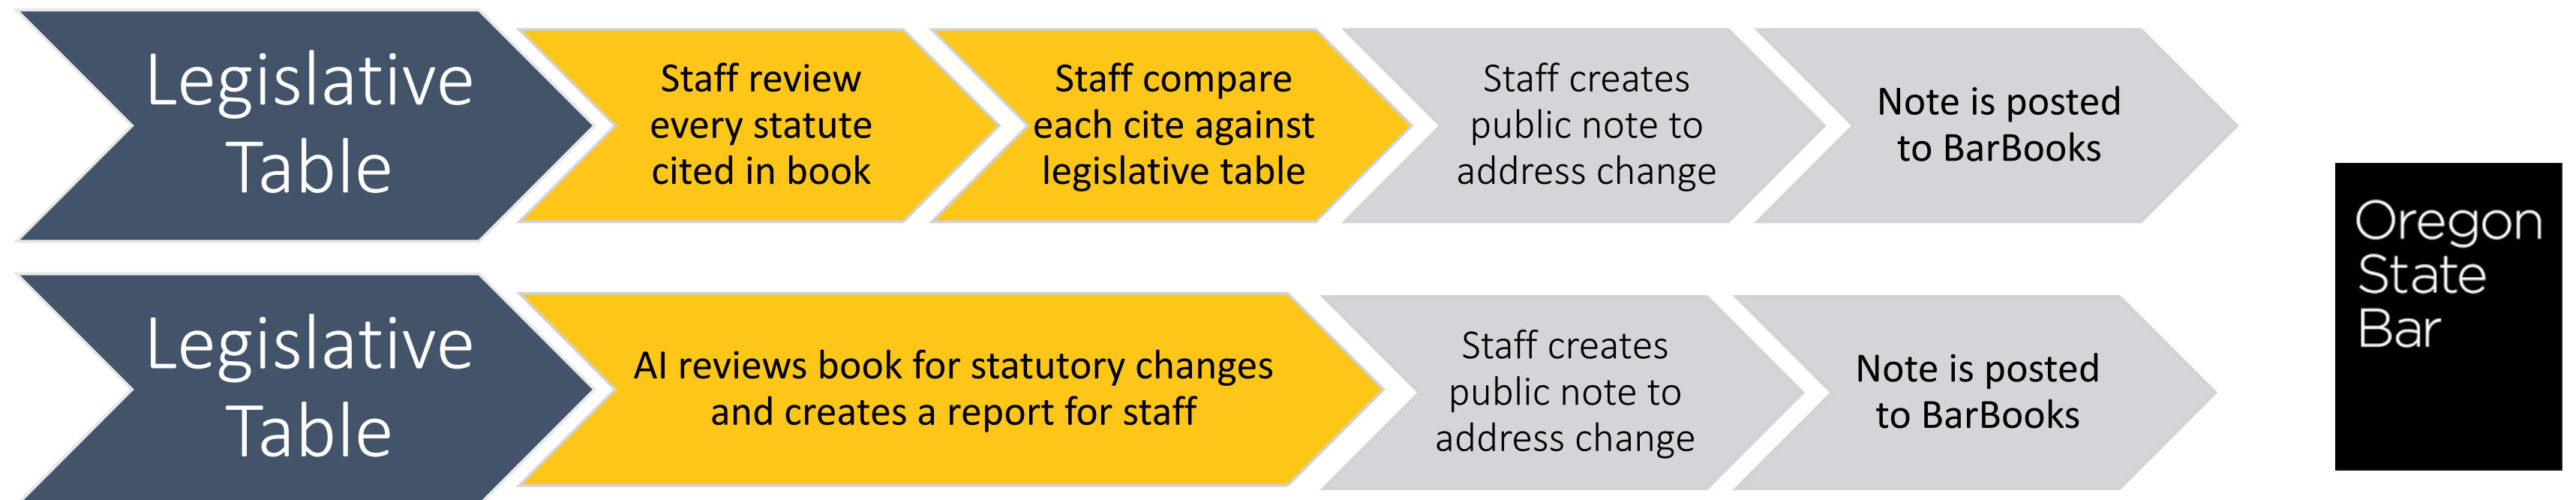 Legislative
Table
Staff review
every statute
cited in book
Staff compare
each cite against
legislative table
Staff creates
public note to
address change
Note is posted
to BarBooks
Legislative
Table
AI reviews book for statutory changes
and creates a report for staff
Staff creates
public note to
address change
Note is posted
to BarBooks
Oregon
State
Bar